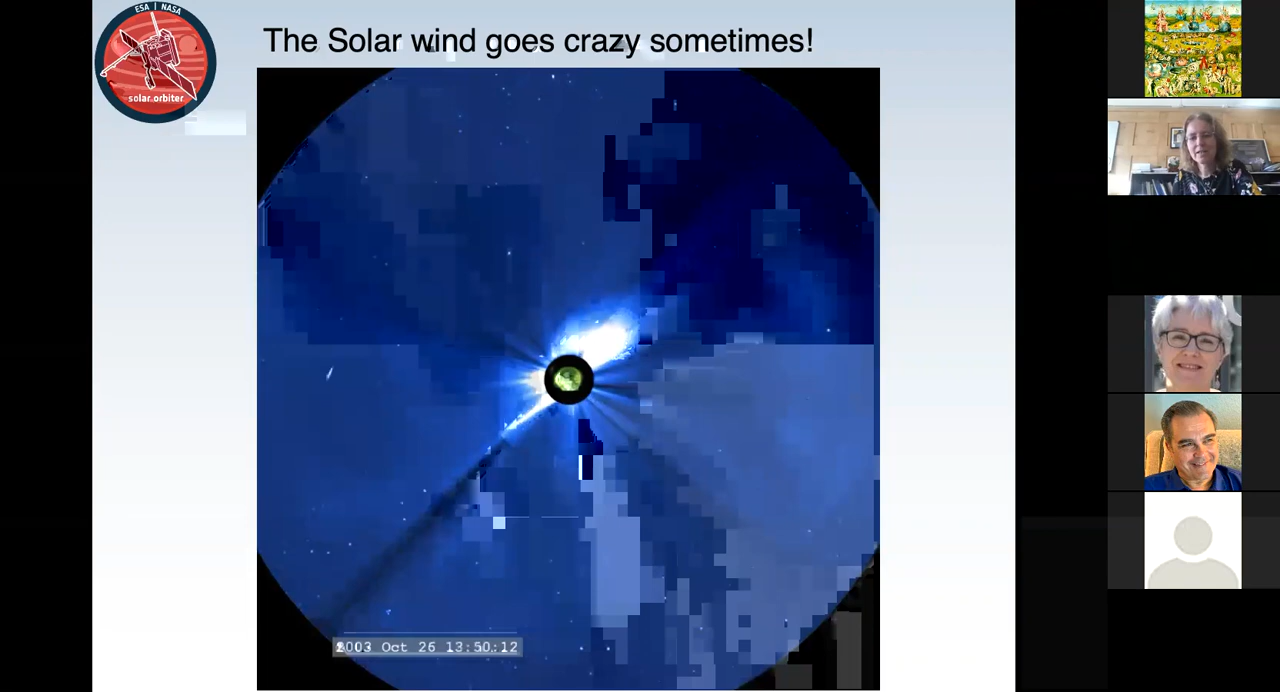 ESA | NASA
solar orbiter
The Solar wind goes crazy sometimes!
2003 Oct 26 13:50:12